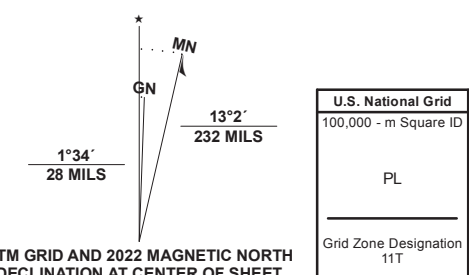 ★
MN
GN
1°34´
28 MILS
13°2´
232 MILS
TM GRID AND 2022 MAGNETIC NORTH
DECLINATION AT CENTER OF SHEET
U.S. National Grid
100,000 - m Square ID
PL
Grid Zone Designation
11T